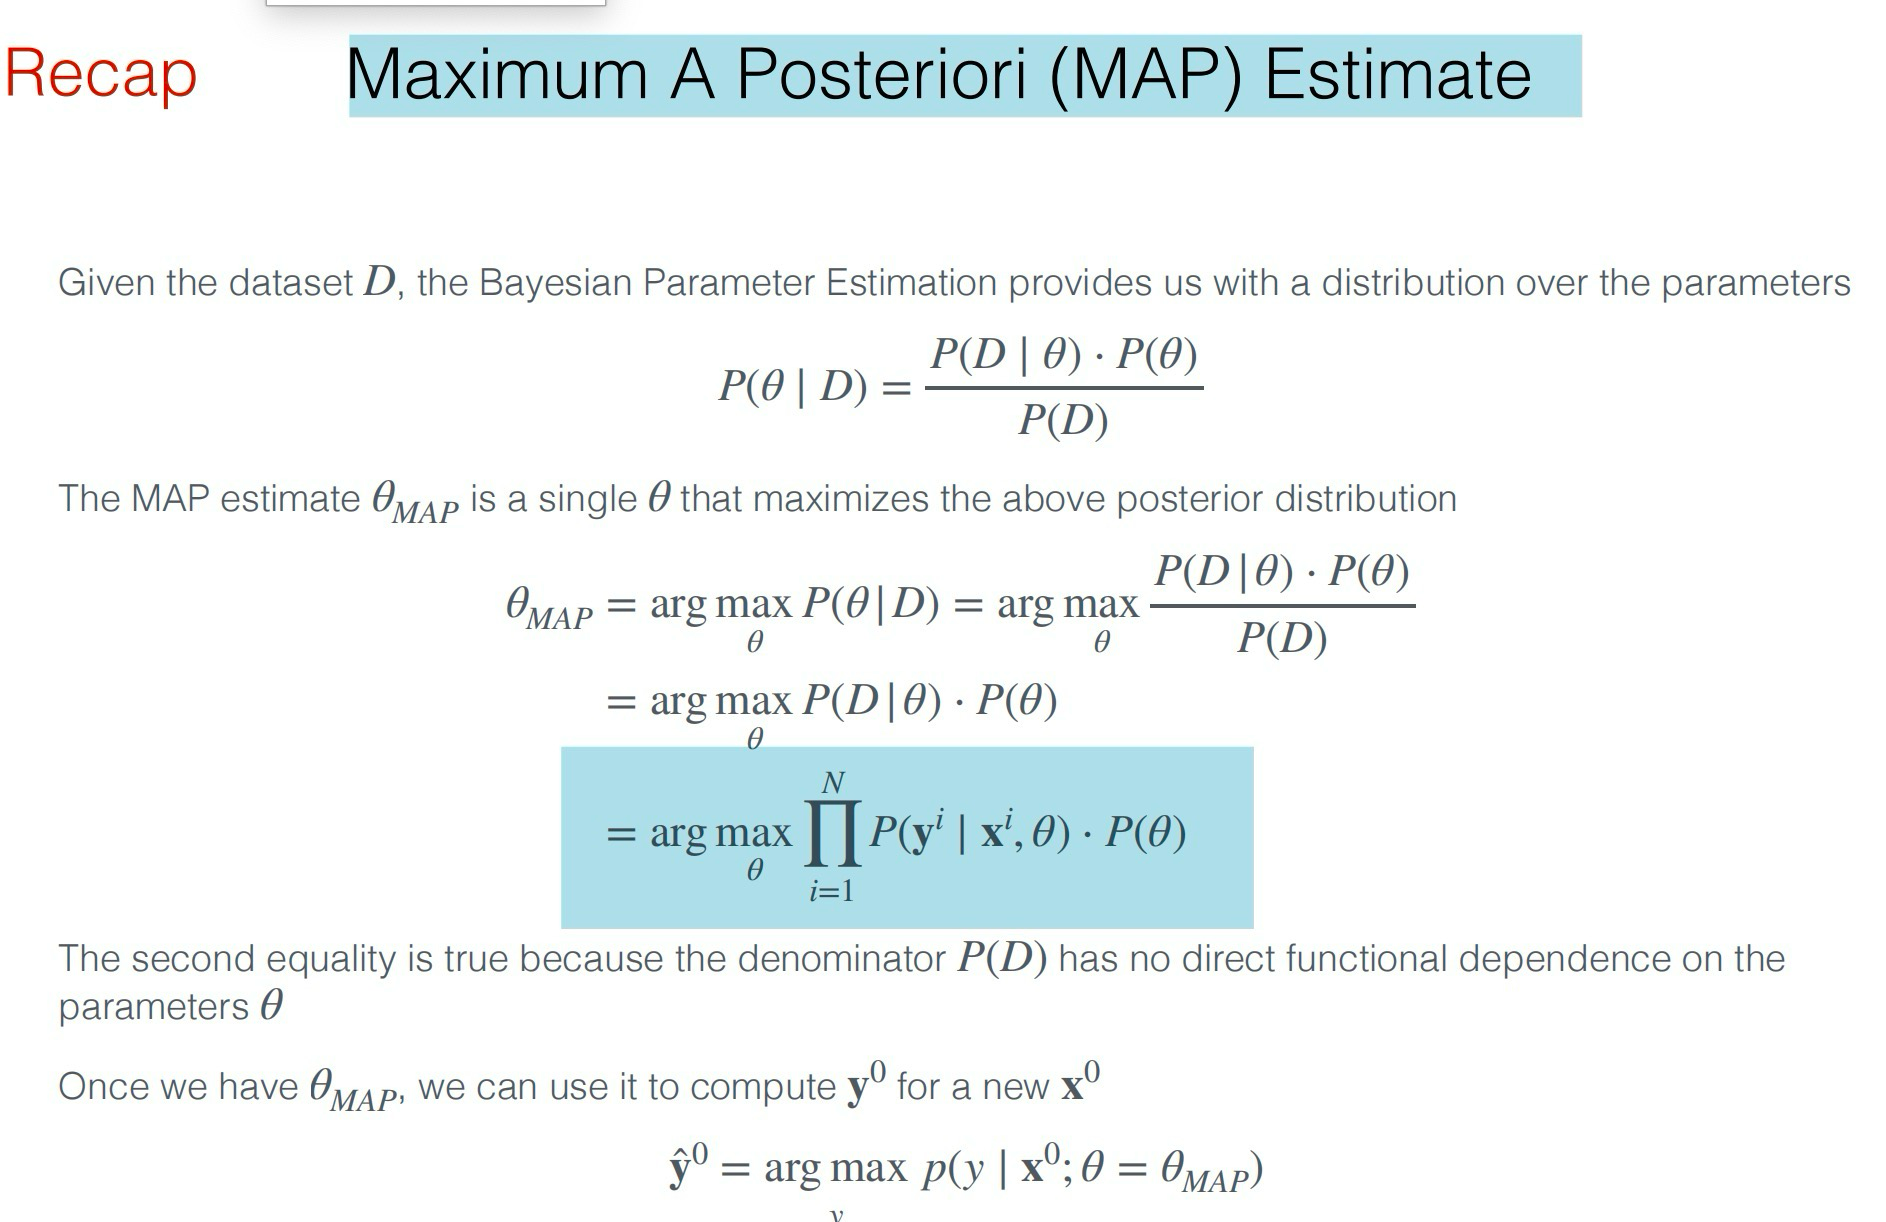 Recap
Maximum A Posteriori (MAP) Estimate
Given the dataset D, the Bayesian Parameter Estimation provides us with a distribution over the parameters
P(θ | D) = P(D | θ) · P(θ) / P(D)
The MAP estimate θ_MAP is a single θ that maximizes the above posterior distribution
θ_MAP = arg max_θ P(θ|D) = arg max_θ P(D|θ) · P(θ) / P(D)
= arg max_θ P(D|θ) · P(θ)
= arg max_θ ∏_{i=1}^{N} P(y^i | x^i, θ) · P(θ)
The second equality is true because the denominator P(D) has no direct functional dependence on the
parameters θ
Once we have θ_MAP, we can use it to compute y^0 for a new x^0
ŷ^0 = arg max_y p(y | x^0; θ = θ_MAP)